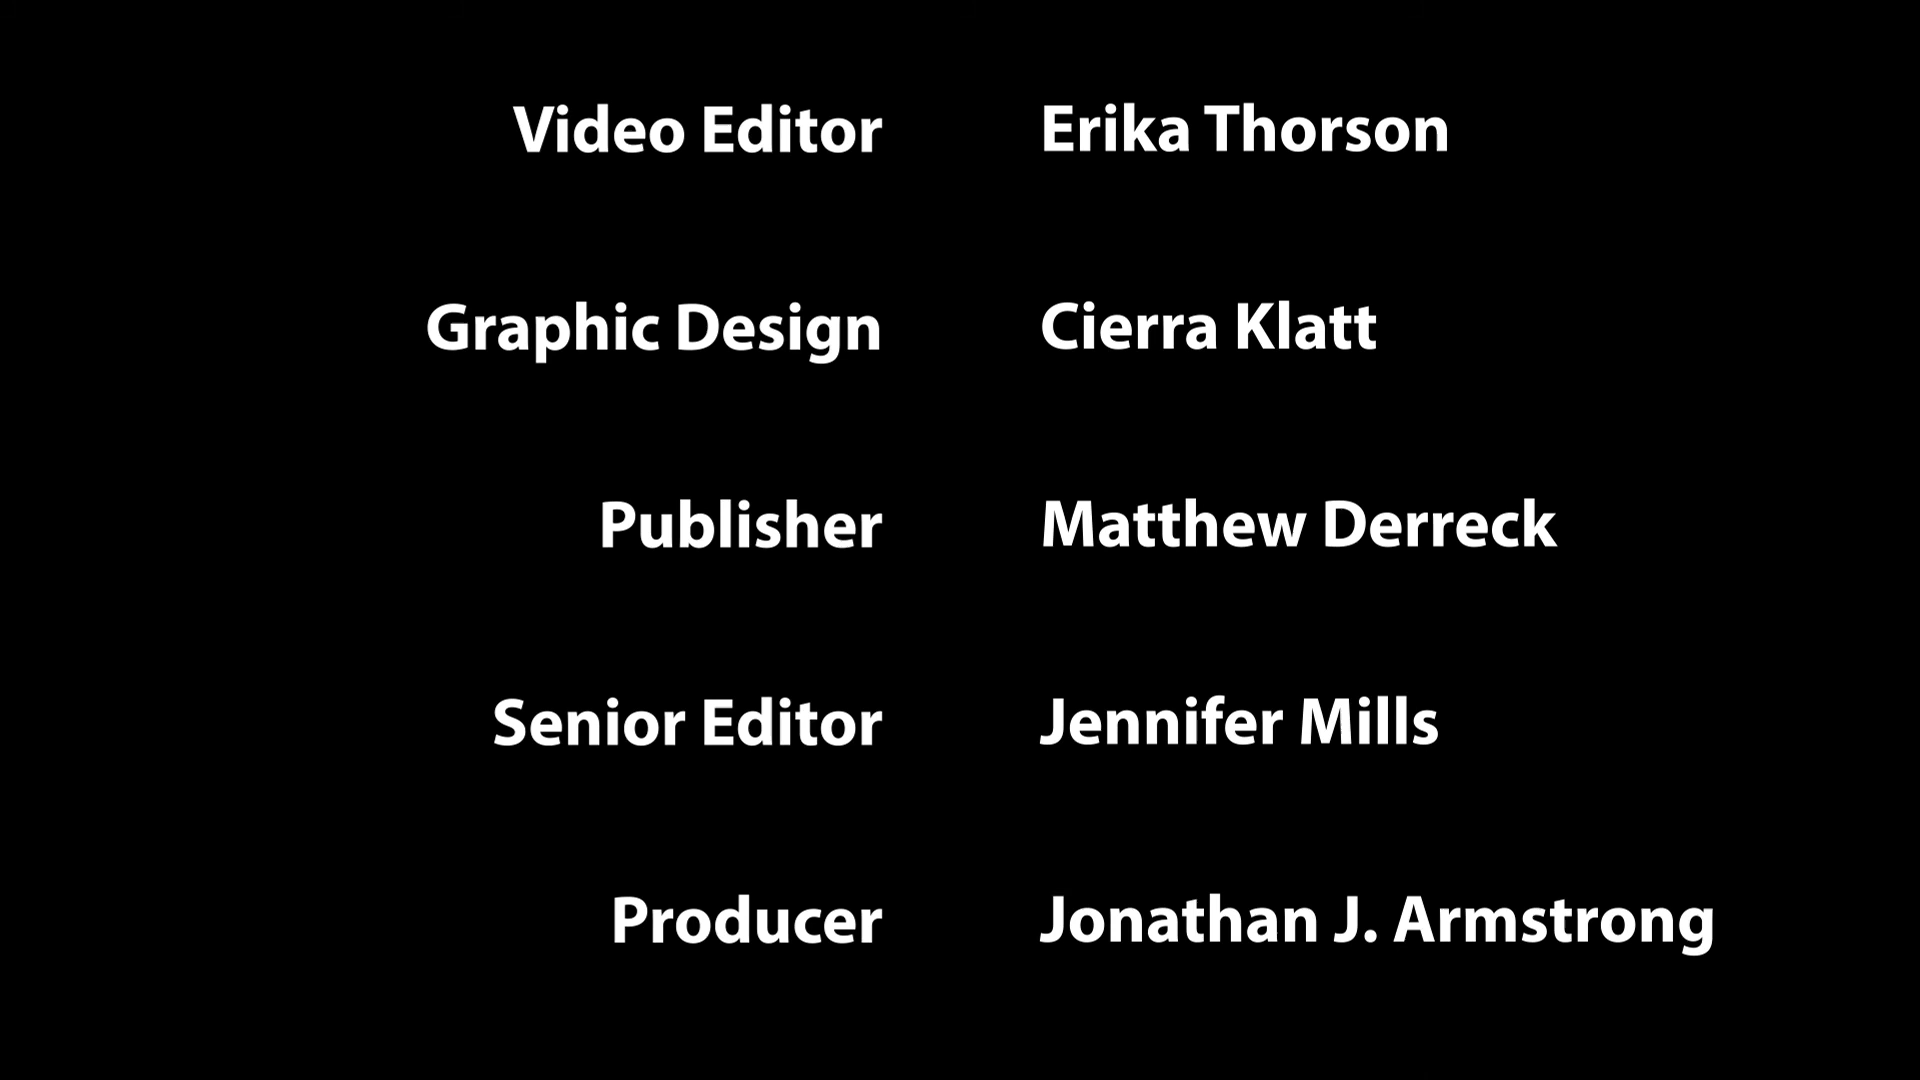 Video Editor Erika Thorson
Graphic Design Cierra Klatt
Publisher Matthew Derreck
Senior Editor Jennifer Mills
Producer Jonathan J. Armstrong